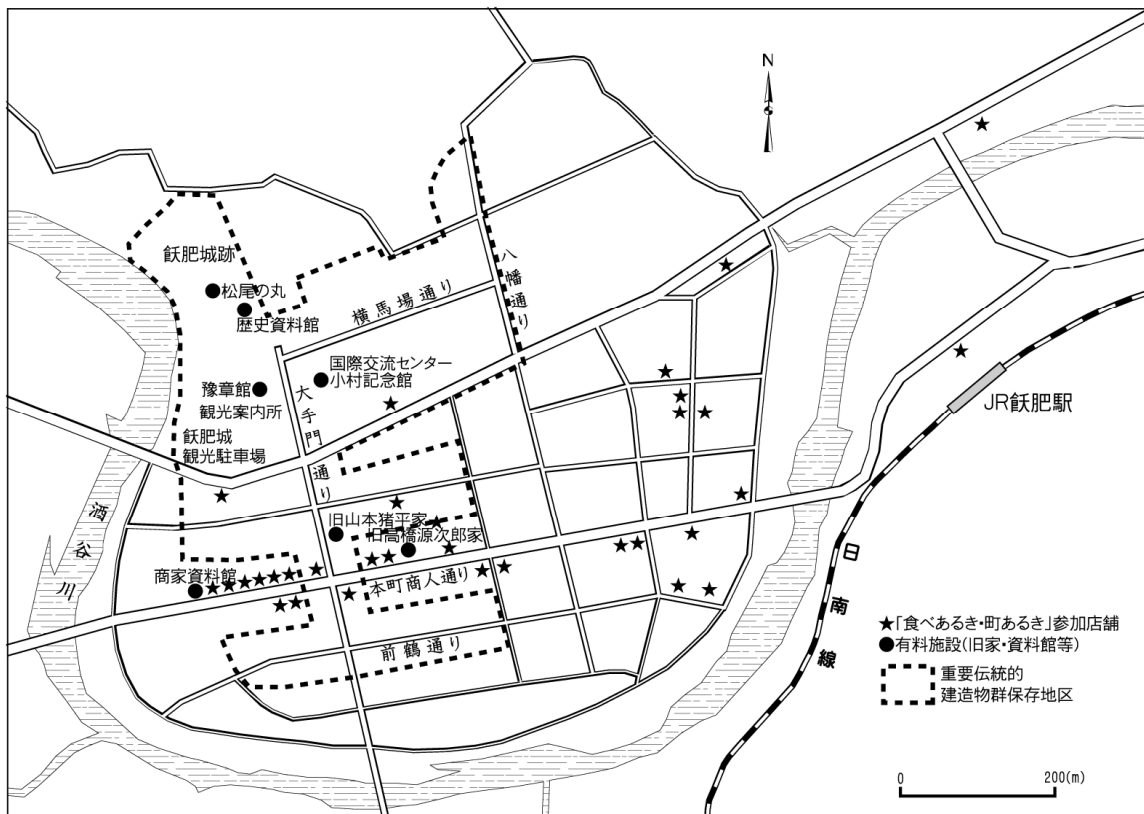 N
飫肥城跡
松尾の丸
歴史資料館
横馬場通り
八幡通り
国際交流センター
小村記念館
豫章館
観光案内所
大手門通り
飫肥城
観光駐車場
JR飫肥駅
酒谷川
旧山本猪平家
旧高橋源次郎家
商家資料館
本町商人通り
前鶴通り
日南線
★「食べあるき・町あるき」参加店舗
●有料施設(旧家・資料館等)
重要伝統的
建造物群保存地区
0 200(m)